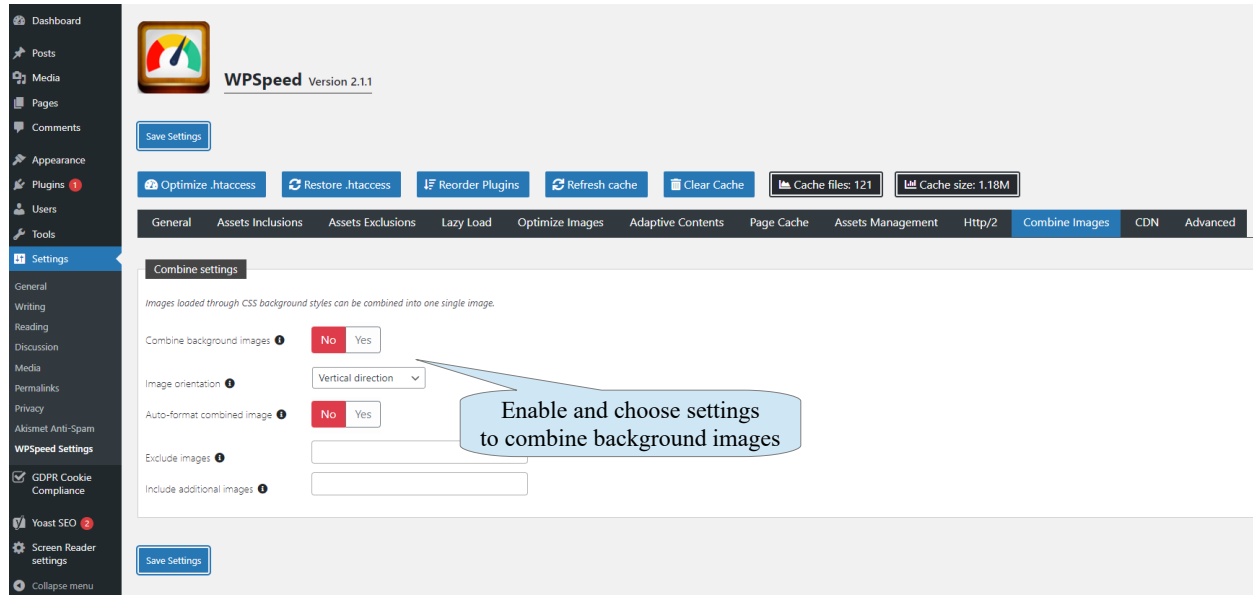 Dashboard
Posts
Media
Pages
Comments
Appearance
Plugins 1
Users
Tools
Settings
General
Writing
Reading
Discussion
Media
Permalinks
Privacy
Akismet Anti-Spam
WPSpeed Settings
GDPR Cookie
Compliance
Yoast SEO 2
Screen Reader
settings
Collapse menu
WPSpeed Version 2.1.1
Save Settings
Optimize .htaccess Restore .htaccess Reorder Plugins Refresh cache Clear Cache Cache files: 121 Cache size: 1.18M
General Assets Inclusions Assets Exclusions Lazy Load Optimize Images Adaptive Contents Page Cache Assets Management Http/2 Combine Images CDN Advanced
Combine settings
Images loaded through CSS background styles can be combined into one single image.
Combine background images No Yes
Image orientation Vertical direction
Auto-format combined image No Yes
Exclude images
Include additional images
Enable and choose settings
to combine background images
Save Settings